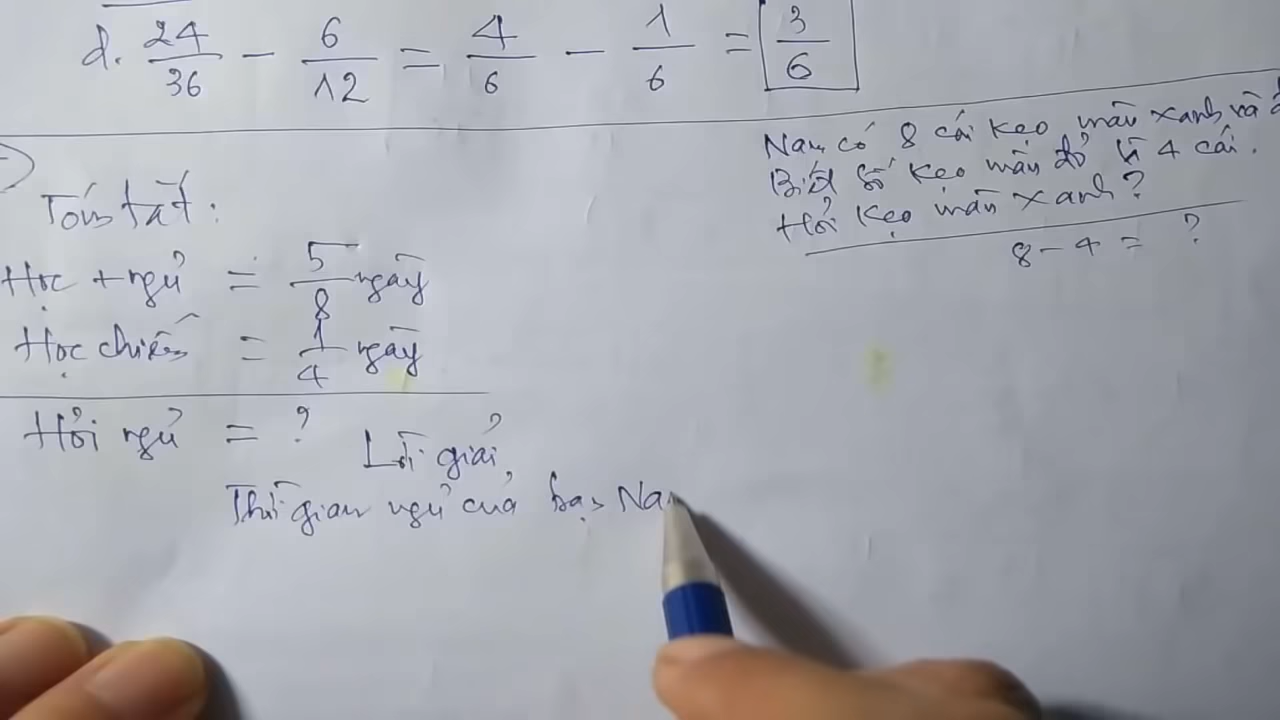 d. 24/36 - 6/12 = 4/6 - 1/6 = 3/6
Nam có 8 cái kẹo màu xanh và
Biết số kẹo màu đỏ là 4 cái.
Hỏi kẹo màu xanh?
8 - 4 = ?
Tóm tắt:
Học + ngủ = 5/8 ngày
Học chiếm = 1/4 ngày
Hỏi ngủ = ?
Lời giải
Thời gian ngủ của bạn Na